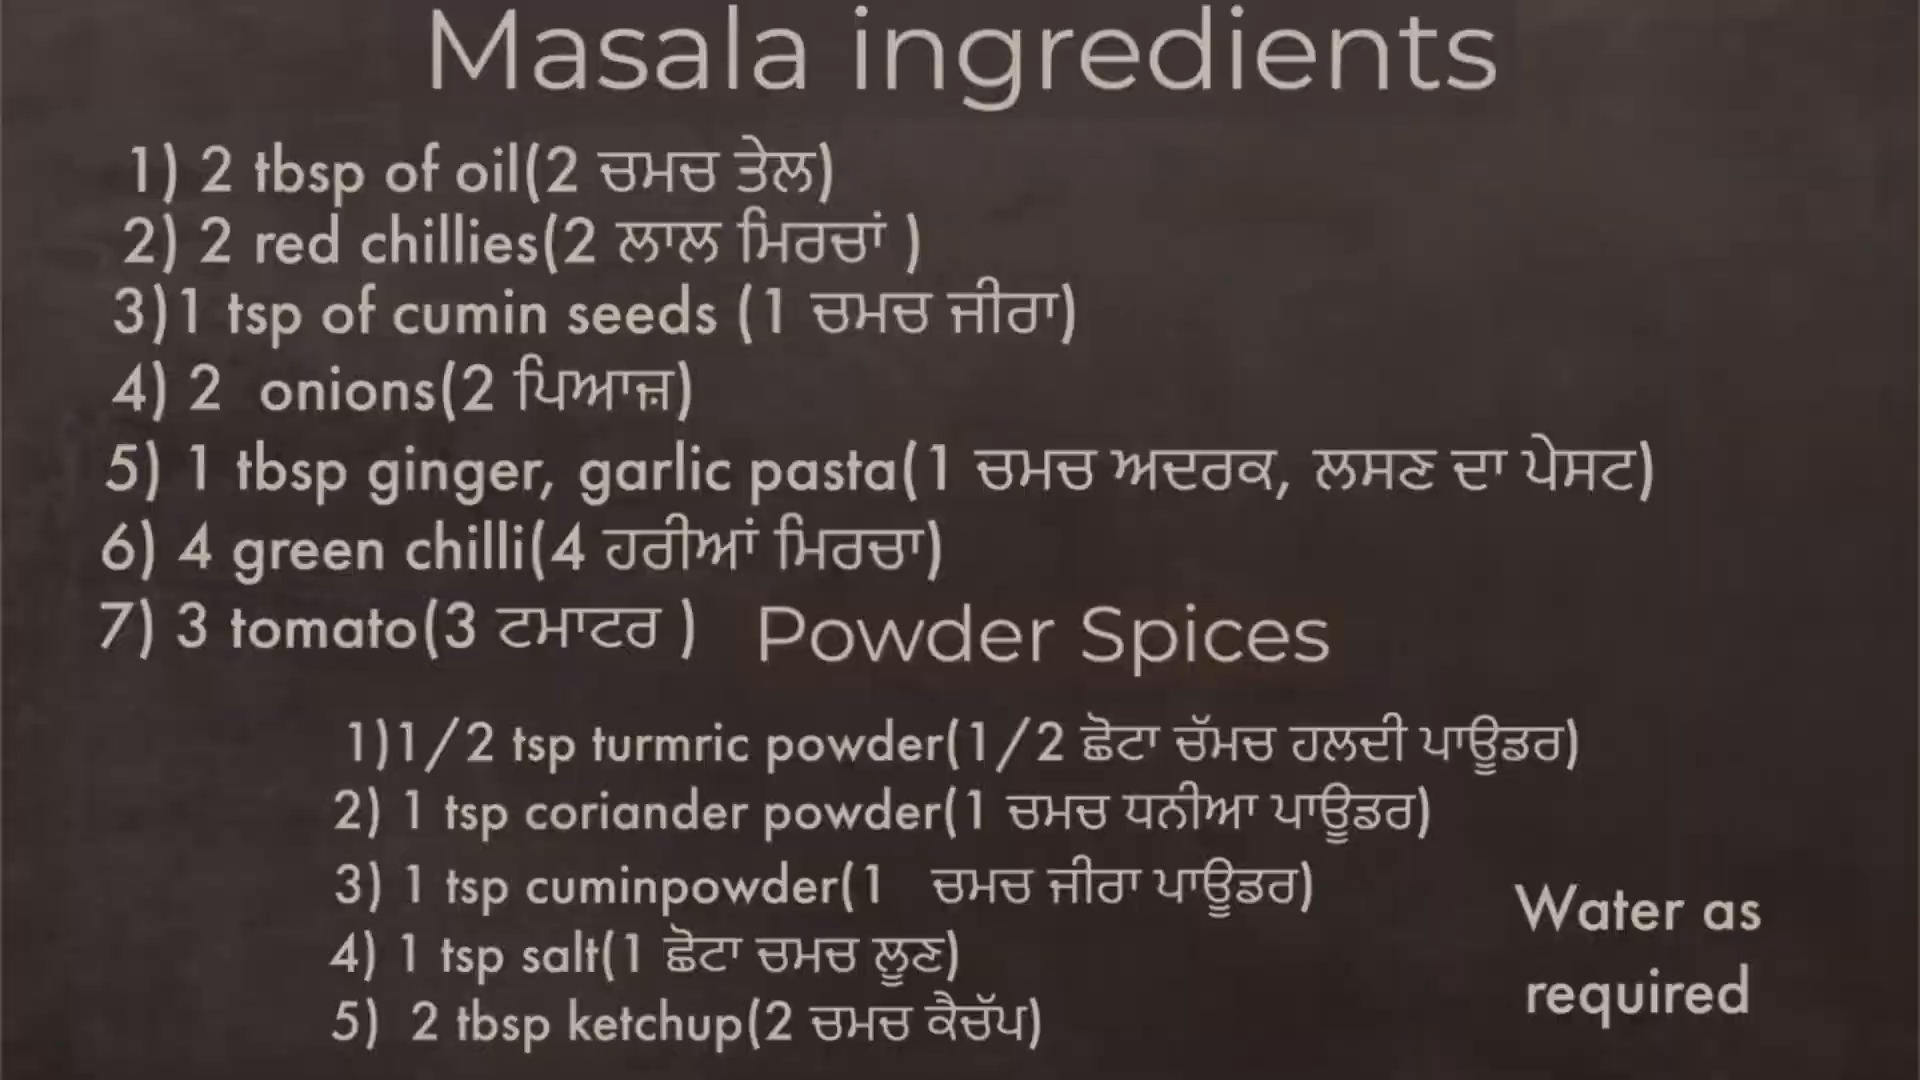 Masala ingredients
1) 2 tbsp of oil(2 ਚਮਚ ਤੇਲ)
2) 2 red chillies(2 ਲਾਲ ਮਿਰਚਾਂ )
3)1 tsp of cumin seeds (1 ਚਮਚ ਜੀਰਾ)
4) 2 onions(2 ਪਿਆਜ਼)
5) 1 tbsp ginger, garlic pasta(1 ਚਮਚ ਅਦਰਕ, ਲਸਣ ਦਾ ਪੇਸਟ)
6) 4 green chilli(4 ਹਰੀਆਂ ਮਿਰਚਾ)
7) 3 tomato(3 ਟਮਾਟਰ )
Powder Spices
1)1/2 tsp turmric powder(1/2 ਛੋਟਾ ਚੱਮਚ ਹਲਦੀ ਪਾਊਡਰ)
2) 1 tsp coriander powder(1 ਚਮਚ ਧਨੀਆ ਪਾਊਡਰ)
3) 1 tsp cuminpowder(1 ਚਮਚ ਜੀਰਾ ਪਾਊਡਰ)
4) 1 tsp salt(1 ਛੋਟਾ ਚਮਚ ਲੂਣ)
5) 2 tbsp ketchup(2 ਚਮਚ ਕੈਚੱਪ)
Water as
required